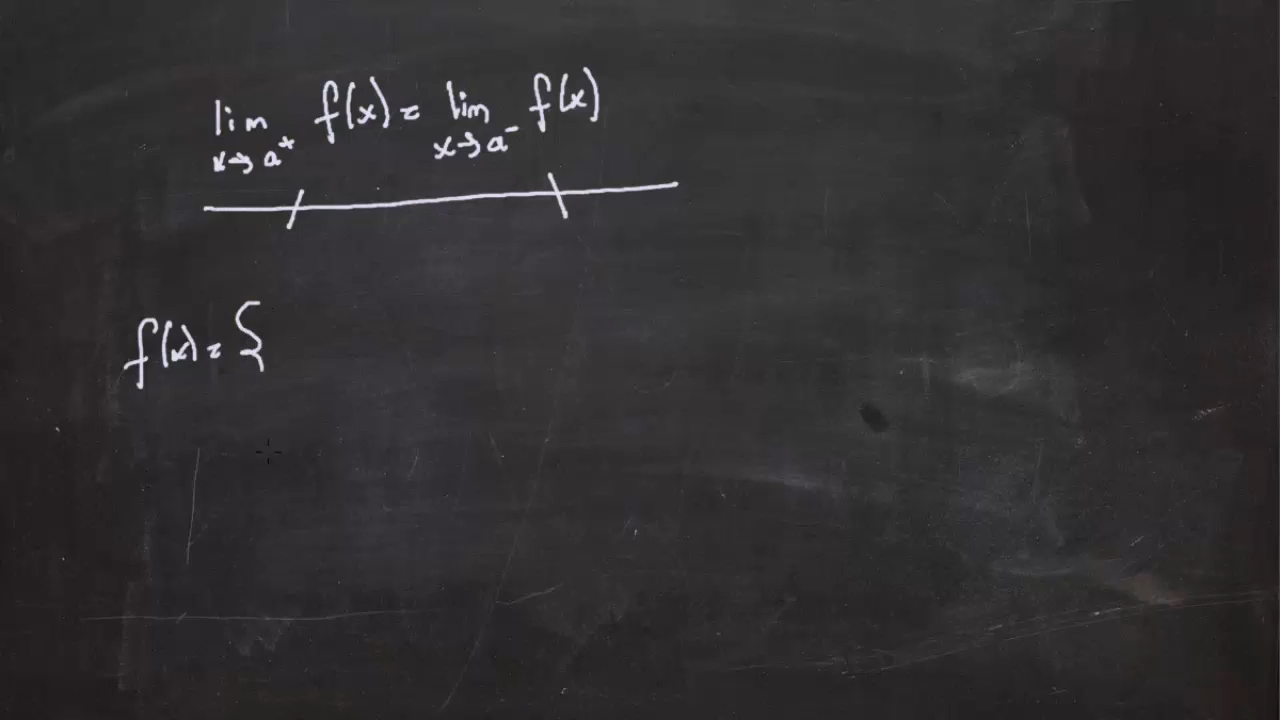 lim f(x) = lim f(x)
x→a⁺ x→a⁻
f(x) = {